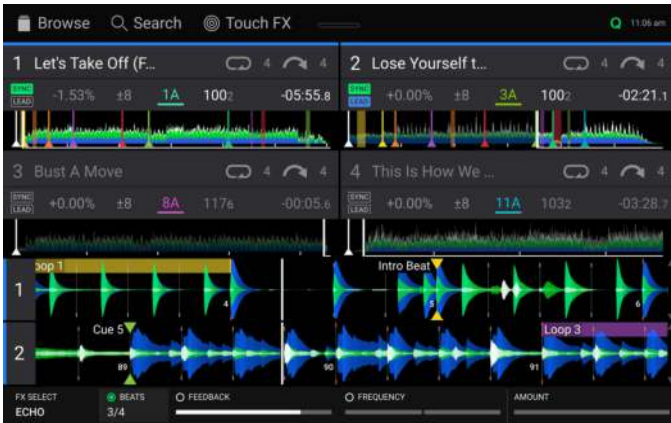 Browse Search Touch FX Q 11:06 am
1 Let's Take Off (F... 4 4
SYNC LEAD -1.53% ±8 1A 1002 -05:55.8
2 Lose Yourself t... 4 4
SYNC LEAD +0.00% ±8 3A 1002 -02:21.1
3 Bust A Move 4 4
SYNC LEAD +0.00% ±8 8A 1176 -00:05.6
4 This Is How We ... 4 4
SYNC LEAD +0.00% ±8 11A 1032 -03:28.7
1 oop 1 4 Intro Beat 5 6
2 Cue 5 89 90 91 Loop 3
FX SELECT BEATS FEEDBACK FREQUENCY AMOUNT
ECHO 3/4